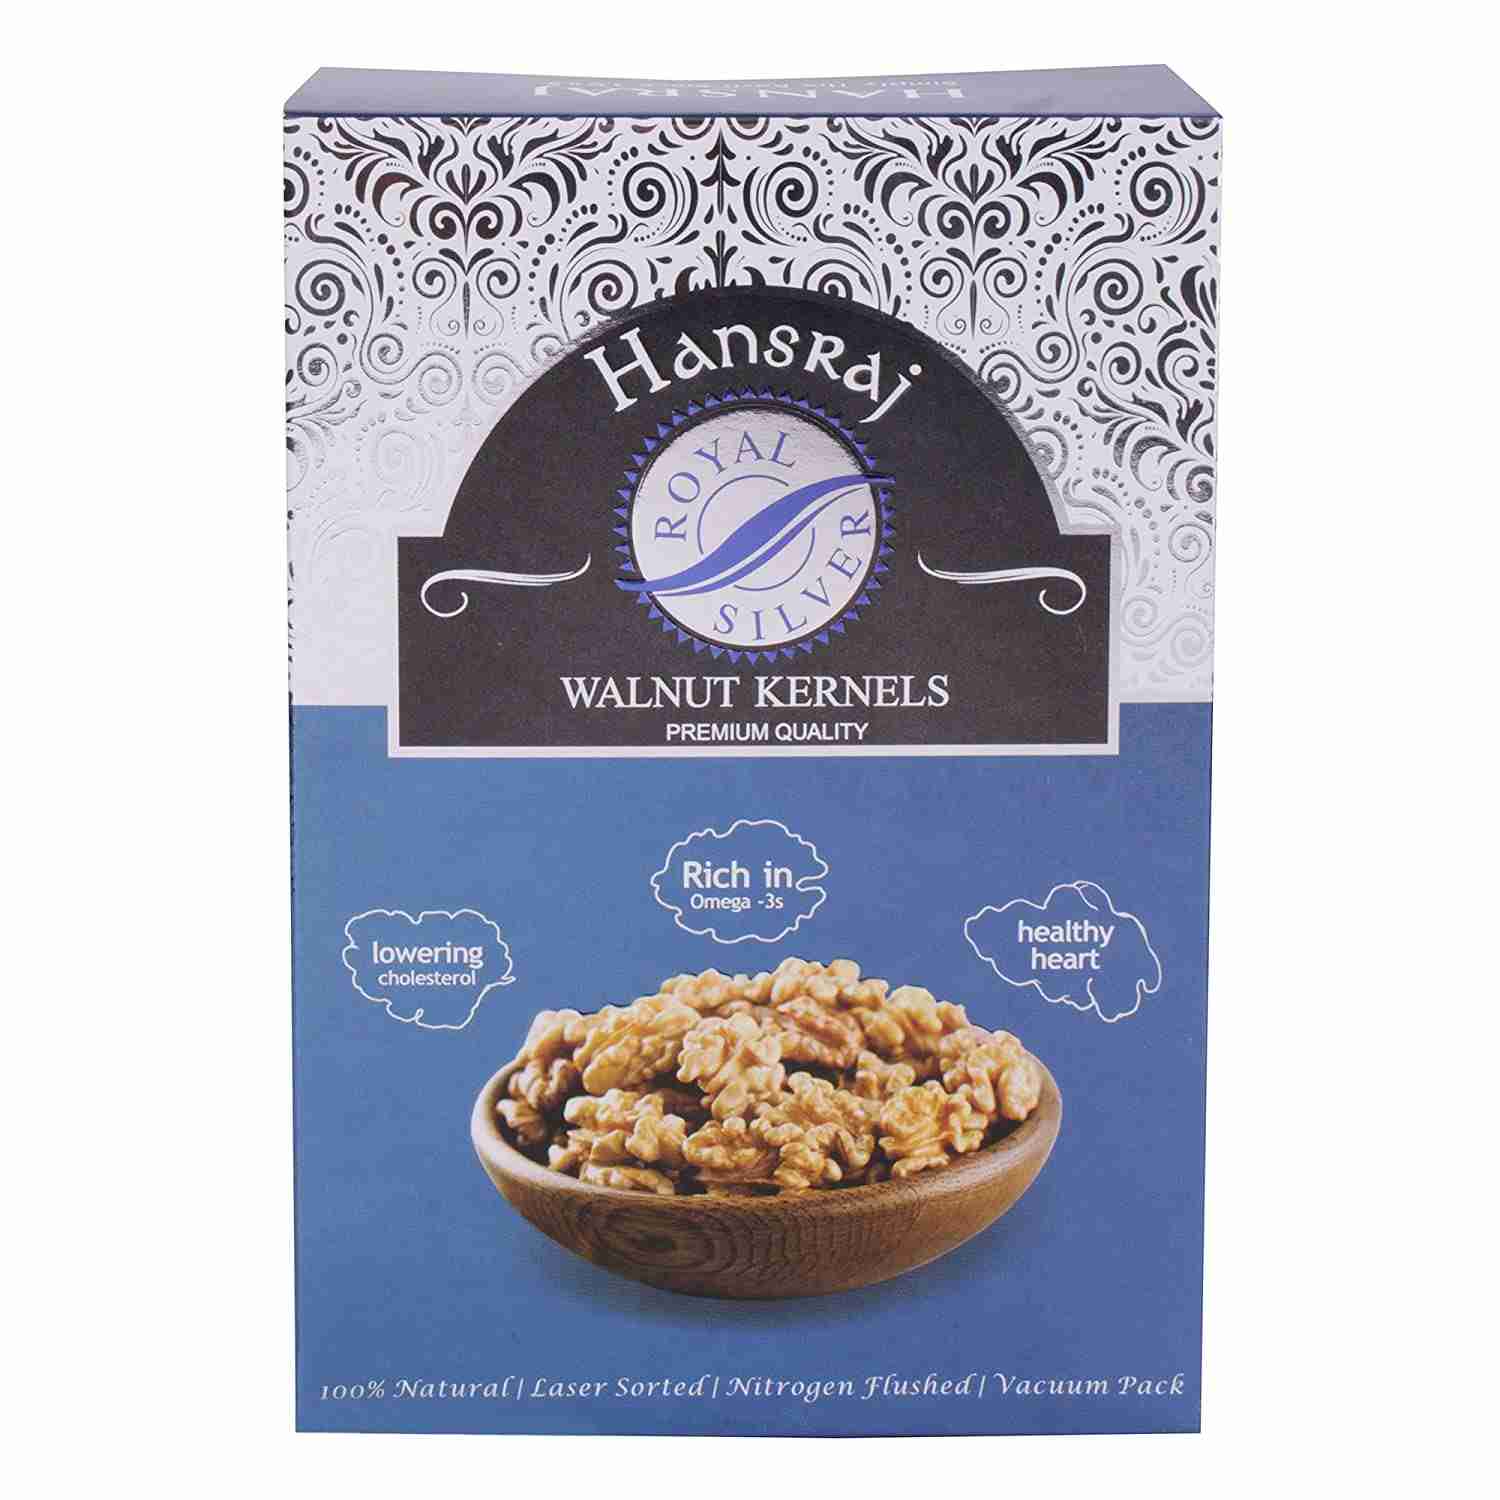 HANSRAJ
Hansraj
ROYAL
SILVER
WALNUT KERNELS
PREMIUM QUALITY
Rich in
Omega -3s
lowering
cholesterol
healthy
heart
100% Natural | Laser Sorted | Nitrogen Flushed | Vacuum Pack